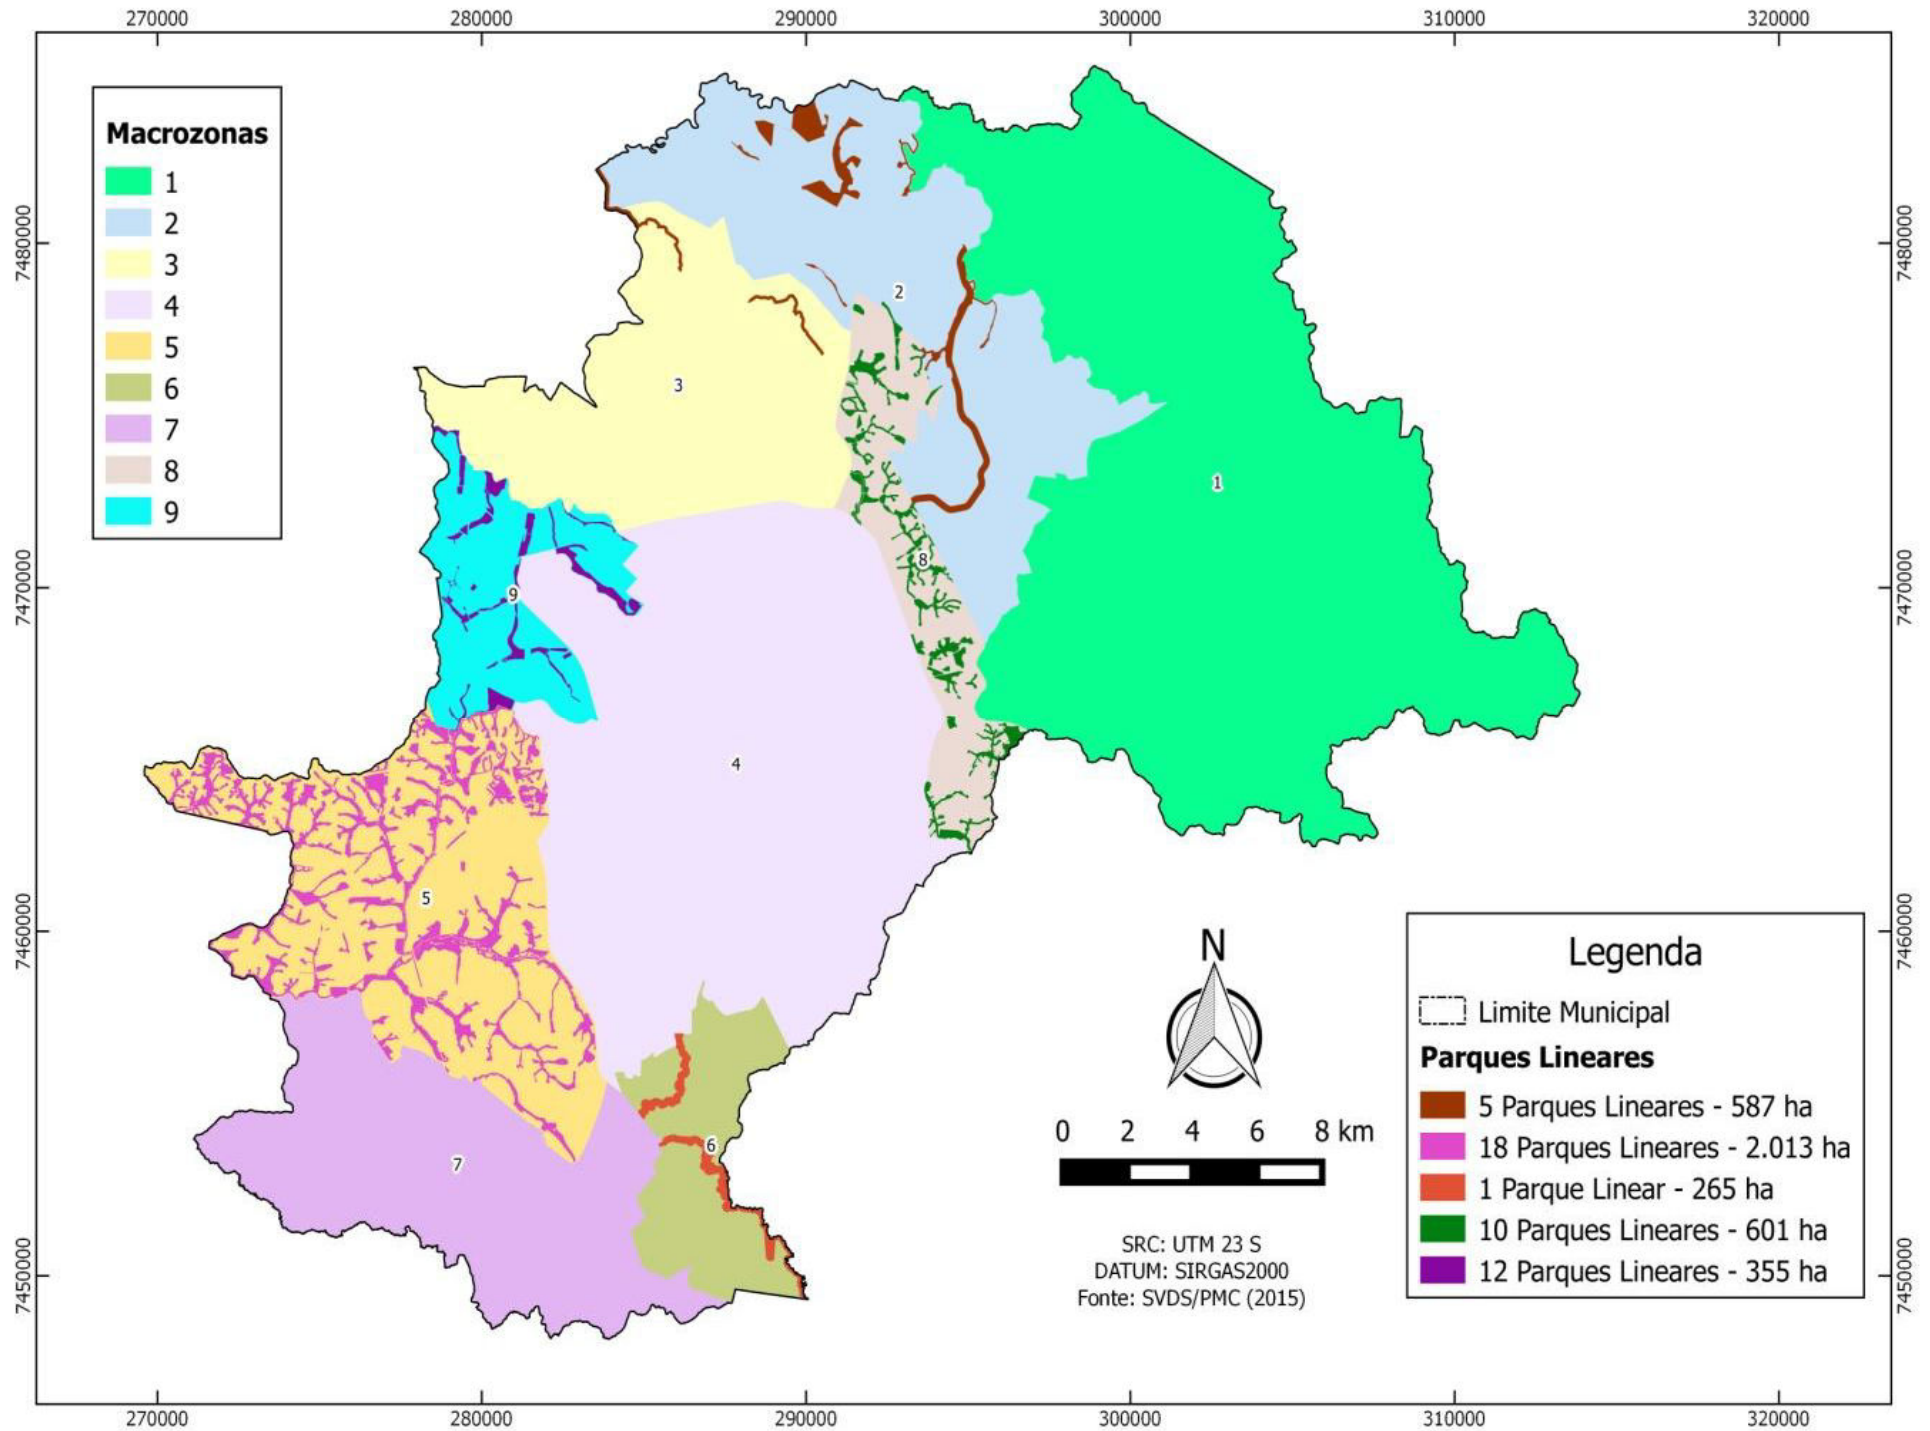 270000 280000 290000 300000 310000 320000
Macrozonas
1
2
3
4
5
6
7
8
9
7480000
7470000
7460000
7450000
7480000
7470000
7460000
7450000
2
3
1
8
9
4
5
6
7
N
0 2 4 6 8 km
SRC: UTM 23 S
DATUM: SIRGAS2000
Fonte: SVDS/PMC (2015)
Legenda
Limite Municipal
Parques Lineares
5 Parques Lineares - 587 ha
18 Parques Lineares - 2.013 ha
1 Parque Linear - 265 ha
10 Parques Lineares - 601 ha
12 Parques Lineares - 355 ha
270000 280000 290000 300000 310000 320000